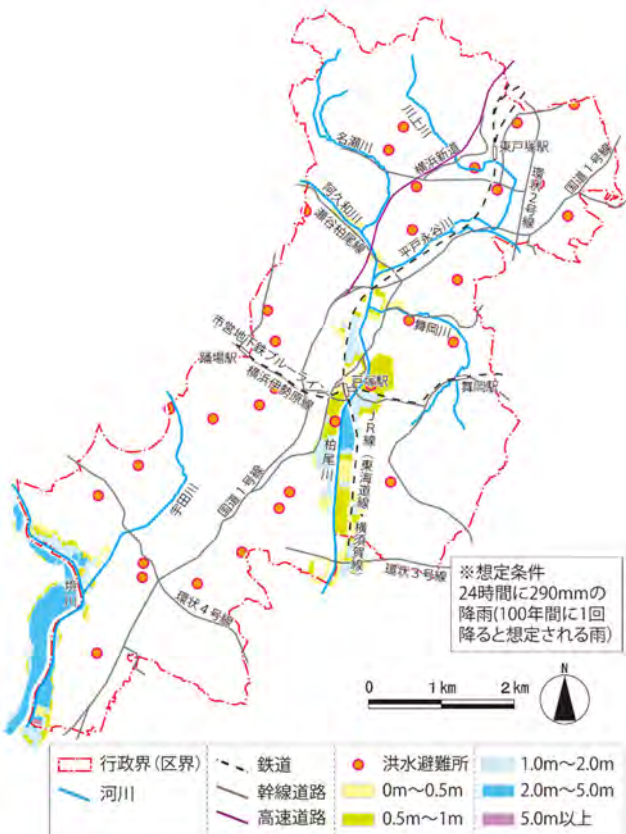 川上川
名瀬川
横浜新道
東戸塚駅
環状2号線
国道1号線
阿久和川
瀬谷柏尾線
平戸永谷川
舞岡川
市営地下鉄ブルーライン
踊場駅
横浜伊勢原線
戸塚駅
舞岡駅
柏尾川
JR線(東海道線・横須賀線)
宇田川
国道1号線
境川
環状3号線
環状4号線
※想定条件
24時間に290mmの
降雨(100年間に1回
降ると想定される雨)
0 1km 2km
N
行政界(区界)
河川
鉄道
幹線道路
高速道路
洪水避難所
0m〜0.5m
0.5m〜1m
1.0m〜2.0m
2.0m〜5.0m
5.0m以上